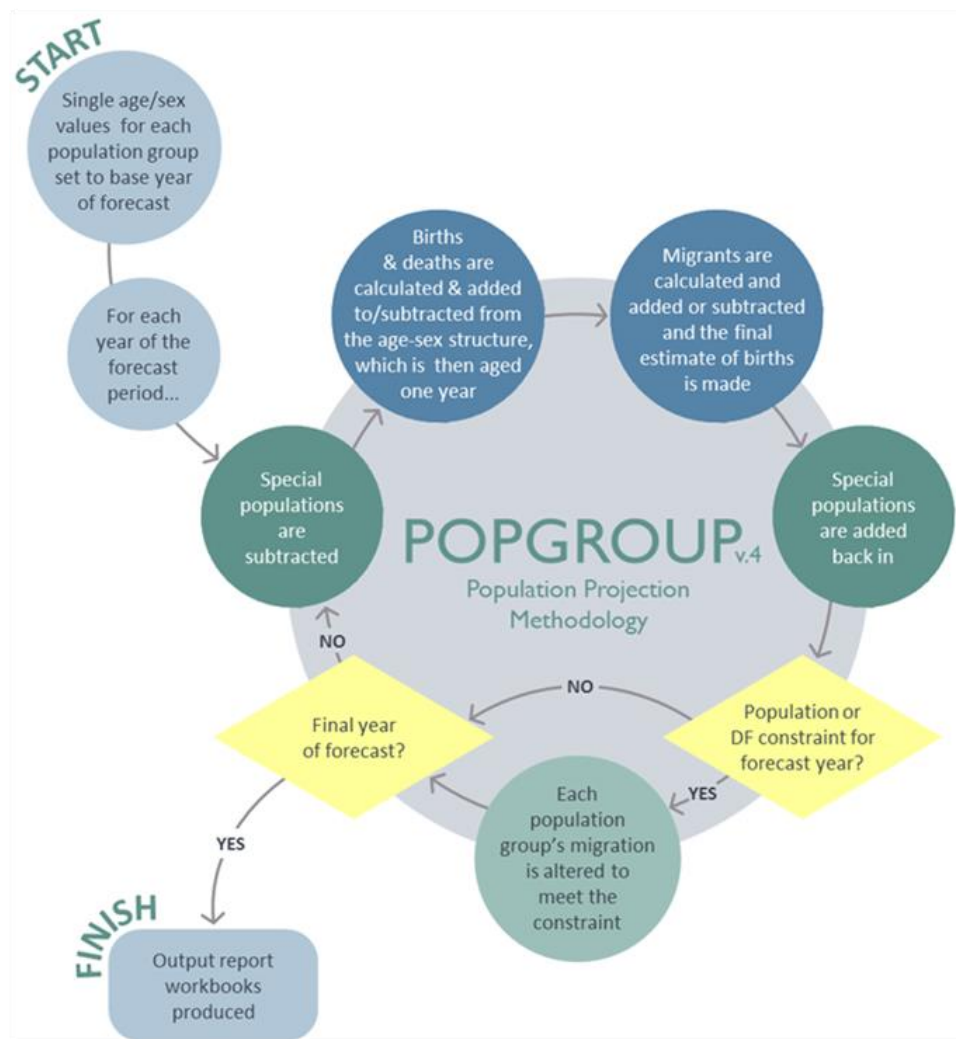 START
Single age/sex
values for each
population group
set to base year
of forecast
For each
year of the
forecast
period...
Special
populations
are
subtracted
Births
& deaths are
calculated & added
to/subtracted from
the age-sex structure,
which is then aged
one year
Migrants are
calculated and
added or subtracted
and the final
estimate of births
is made
Special
populations
are added
back in
POPGROUP v.4
Population Projection
Methodology
Population or
DF constraint for
forecast year?
NO
YES
Each
population
group's migration
is altered to
meet the
constraint
Final year
of forecast?
NO
YES
FINISH
Output report
workbooks
produced